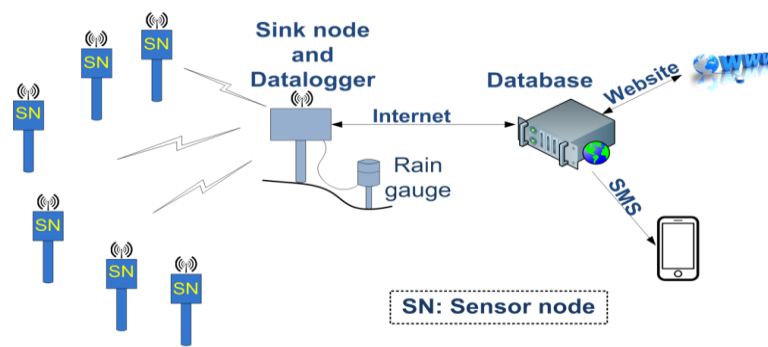 SN
SN
SN
SN
SN
SN
Sink node
and
Datalogger
Rain
gauge
Internet
Database
Website
www
SMS
SN: Sensor node